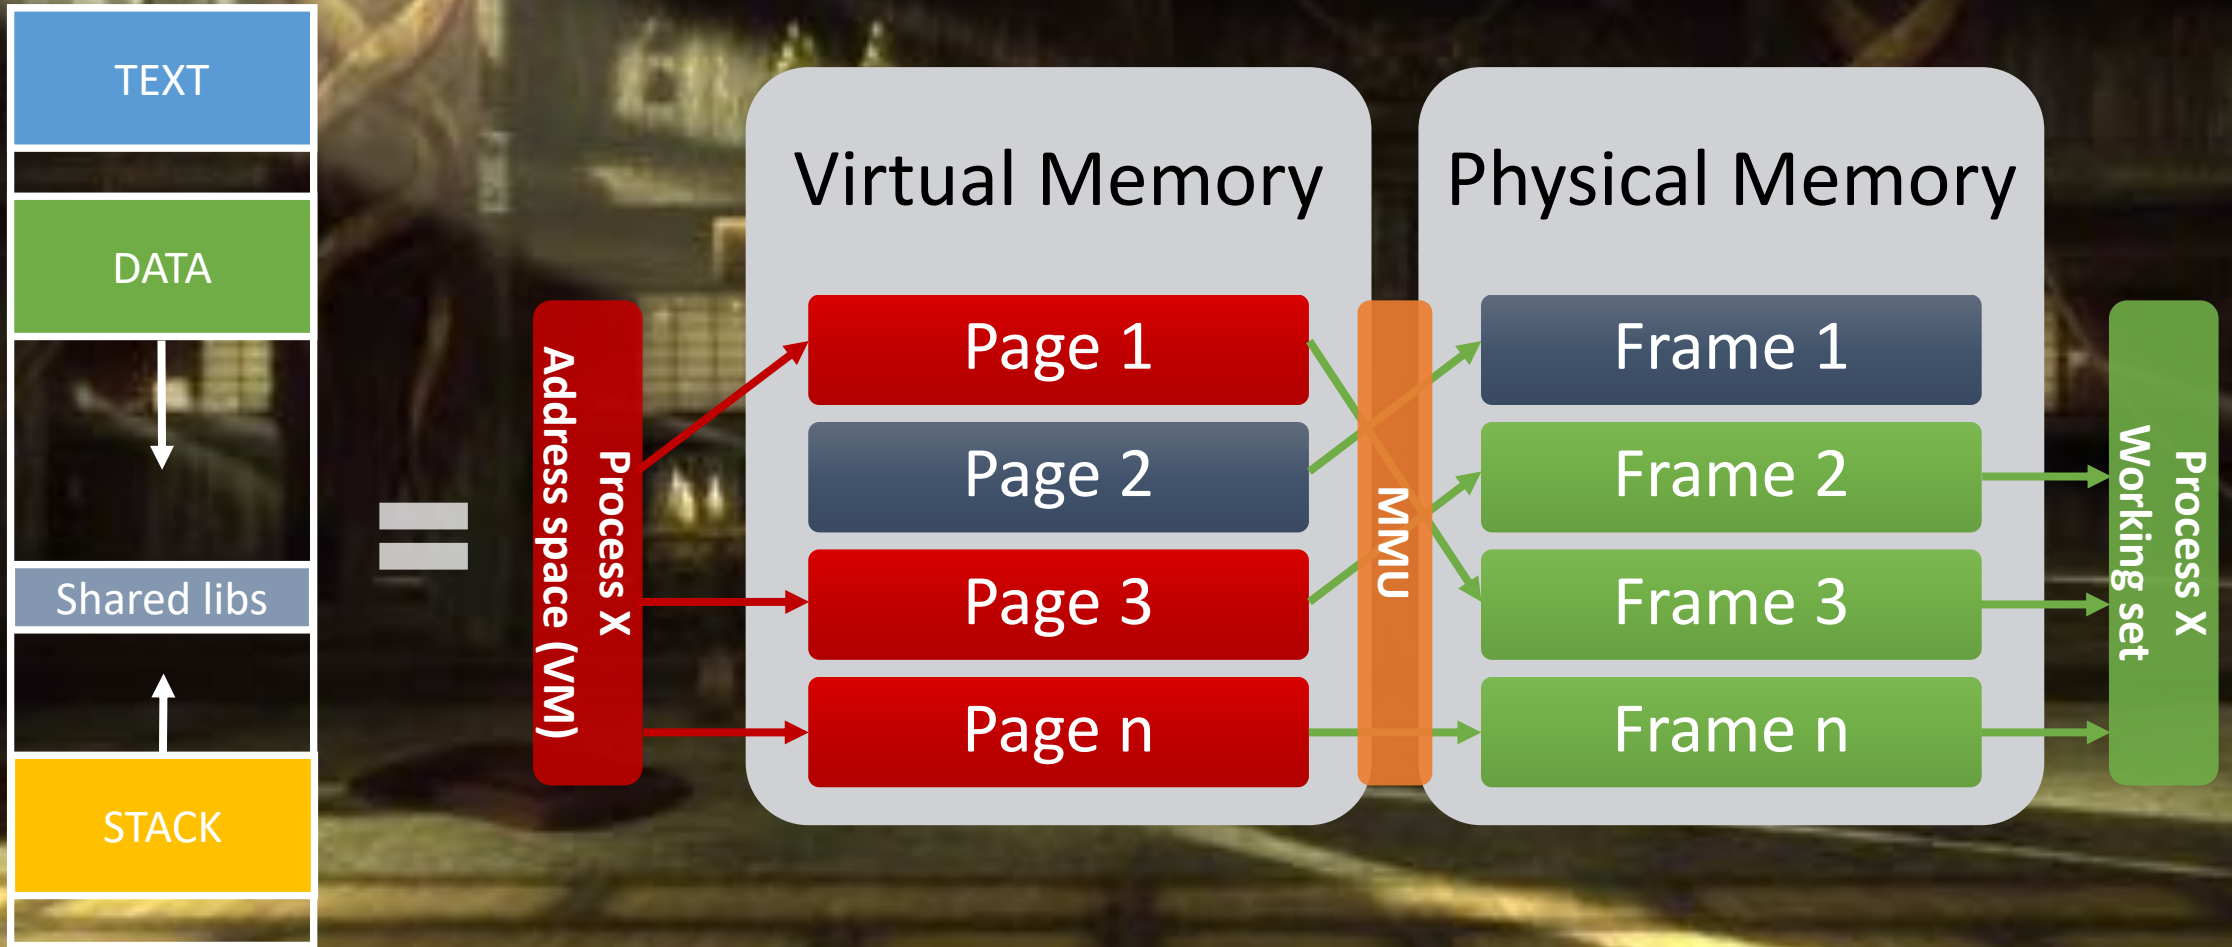 TEXT
DATA
Shared libs
STACK
Process X
Address space (VM)
Virtual Memory
Page 1
Page 2
Page 3
Page n
MMU
Physical Memory
Frame 1
Frame 2
Frame 3
Frame n
Process X
Working set